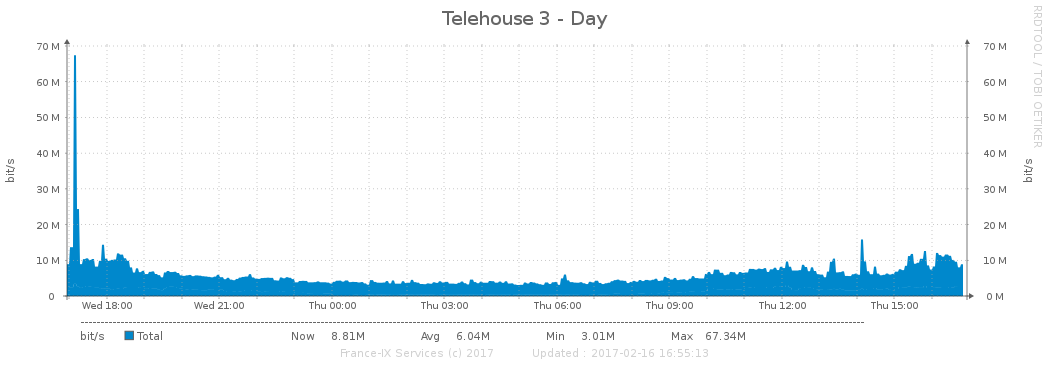 Telehouse 3 - Day
RRDTOOL / TOBI OETIKER
bit/s
bit/s
70 M 70 M
60 M 60 M
50 M 50 M
40 M 40 M
30 M 30 M
20 M 20 M
10 M 10 M
0 0 M
Wed 18:00 Wed 21:00 Thu 00:00 Thu 03:00 Thu 06:00 Thu 09:00 Thu 12:00 Thu 15:00
bit/s Total Now 8.81M Avg 6.04M Min 3.01M Max 67.34M
France-IX Services (c) 2017 Updated : 2017-02-16 16:55:13